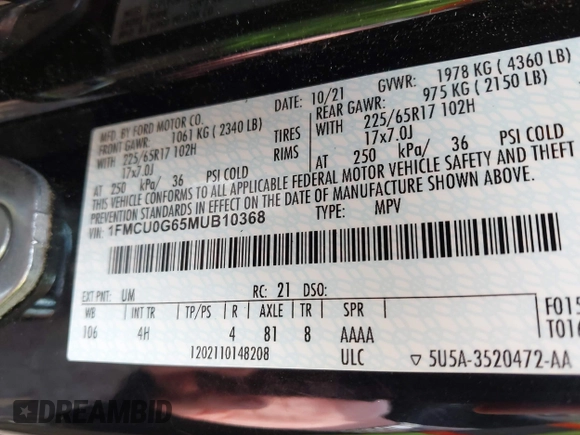 MFD. BY FORD MOTOR CO.
DATE: 10/21
GVWR: 1978 KG ( 4360 LB)
FRONT GAWR: 1061 KG ( 2340 LB)
REAR GAWR: 975 KG ( 2150 LB)
WITH 225/65R17 102H TIRES WITH 225/65R17 102H
17x7.0J RIMS 17x7.0J
AT 250 kPa/ 36 PSI COLD AT 250 kPa/ 36 PSI COLD
THIS VEHICLE CONFORMS TO ALL APPLICABLE FEDERAL MOTOR VEHICLE SAFETY AND THEFT
PREVENTION STANDARDS IN EFFECT ON THE DATE OF MANUFACTURE SHOWN ABOVE.
VIN: 1FMCU0G65MUB10368 TYPE: MPV
EXT PNT: UM RC: 21 DSO:
WB INT TR TP/PS R AXLE TR SPR
106 4H 4 81 8 AAAA
1202110148208 ULC ▽ 5U5A-3520472-AA
F015
T016
DREAMBID